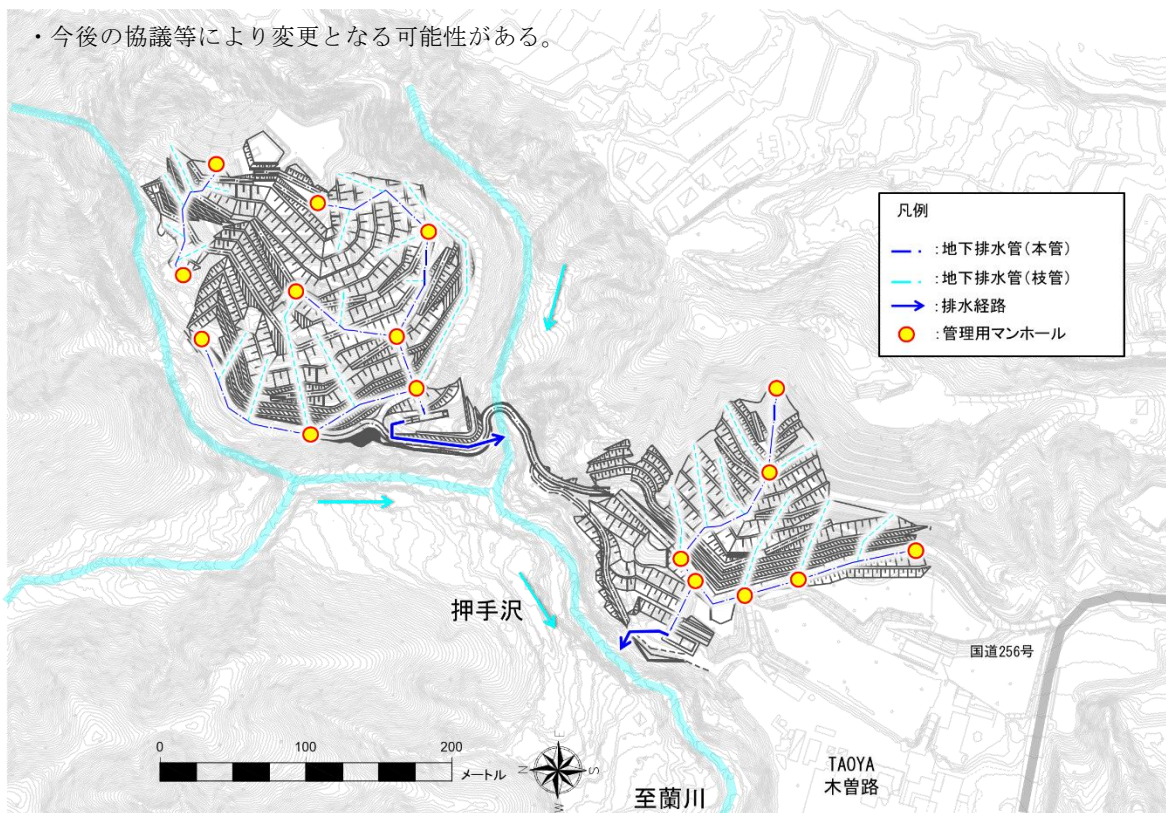 ・今後の協議等により変更となる可能性がある。
凡例
:地下排水管(本管)
:地下排水管(枝管)
:排水経路
:管理用マンホール
押手沢
国道256号
0 100 200
メートル
E
N S
W
TAOYA
木曽路
至蘭川